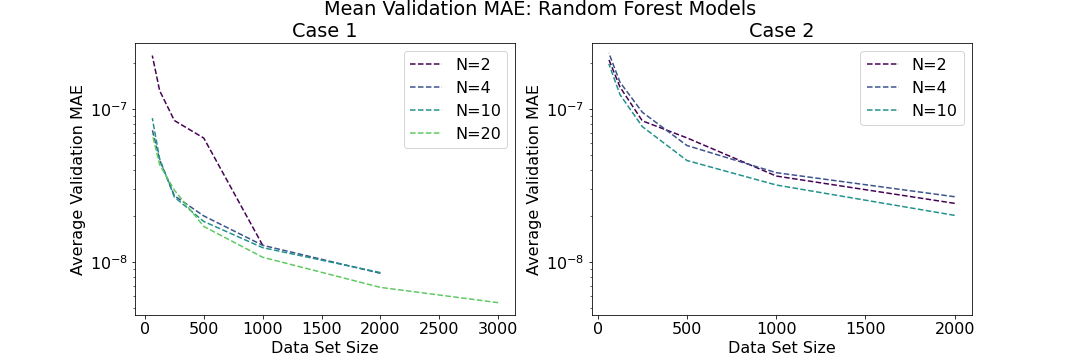 Mean Validation MAE: Random Forest Models
Case 1
Average Validation MAE
10⁻⁷
10⁻⁸
N=2
N=4
N=10
N=20
0 500 1000 1500 2000 2500 3000
Data Set Size
Case 2
Average Validation MAE
10⁻⁷
10⁻⁸
N=2
N=4
N=10
0 500 1000 1500 2000
Data Set Size